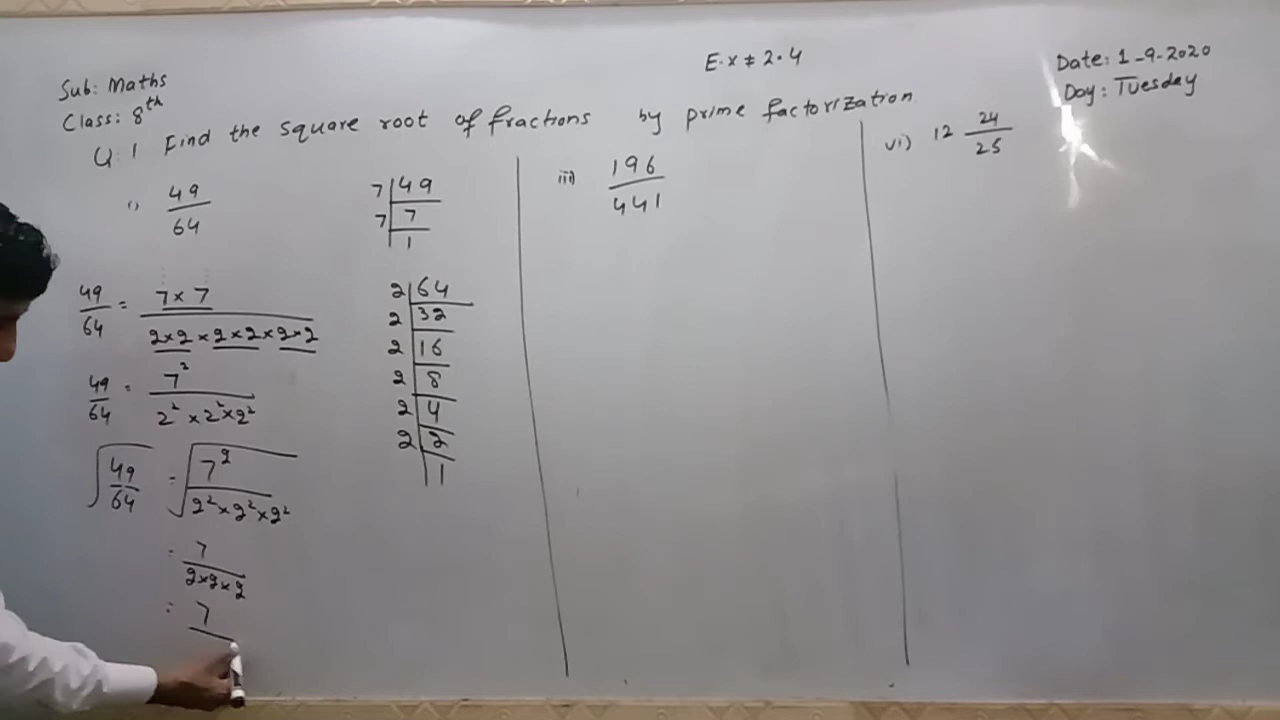 Sub: Maths
Class: 8th
E.x ≠ 2.4
Date: 1-9-2020
Day: Tuesday
Q.1 Find the square root of fractions by prime factorization
i) 49/64
7 | 49
7 | 7
1
49/64 = 7 × 7 / 2×2 × 2×2 × 2×2
49/64 = 7² / 2² × 2² × 2²
√49/64 = √7² / 2² × 2² × 2²
= 7 / 2×2×2
= 7
2 | 64
2 | 32
2 | 16
2 | 8
2 | 4
2 | 2
1
iii) 196/441
vi) 12 24/25